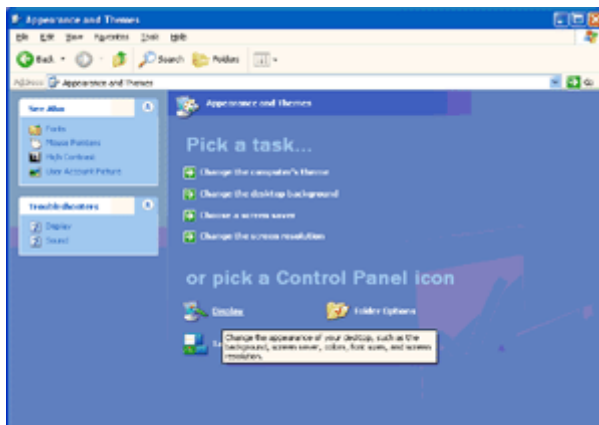 Appearance and Themes
File Edit View Favorites Tools Help
Back Search Folders
Address Appearance and Themes Go
See Also
Fonts
Mouse Pointers
High Contrast
User Account Picture
Troubleshooters
Display
Sound
Appearance and Themes
Pick a task...
Change the computer's theme
Change the desktop background
Choose a screen saver
Change the screen resolution
or pick a Control Panel icon
Display Folder Options
Change the appearance of your desktop, such as the
background, screen saver, colors, font sizes, and screen
resolution.